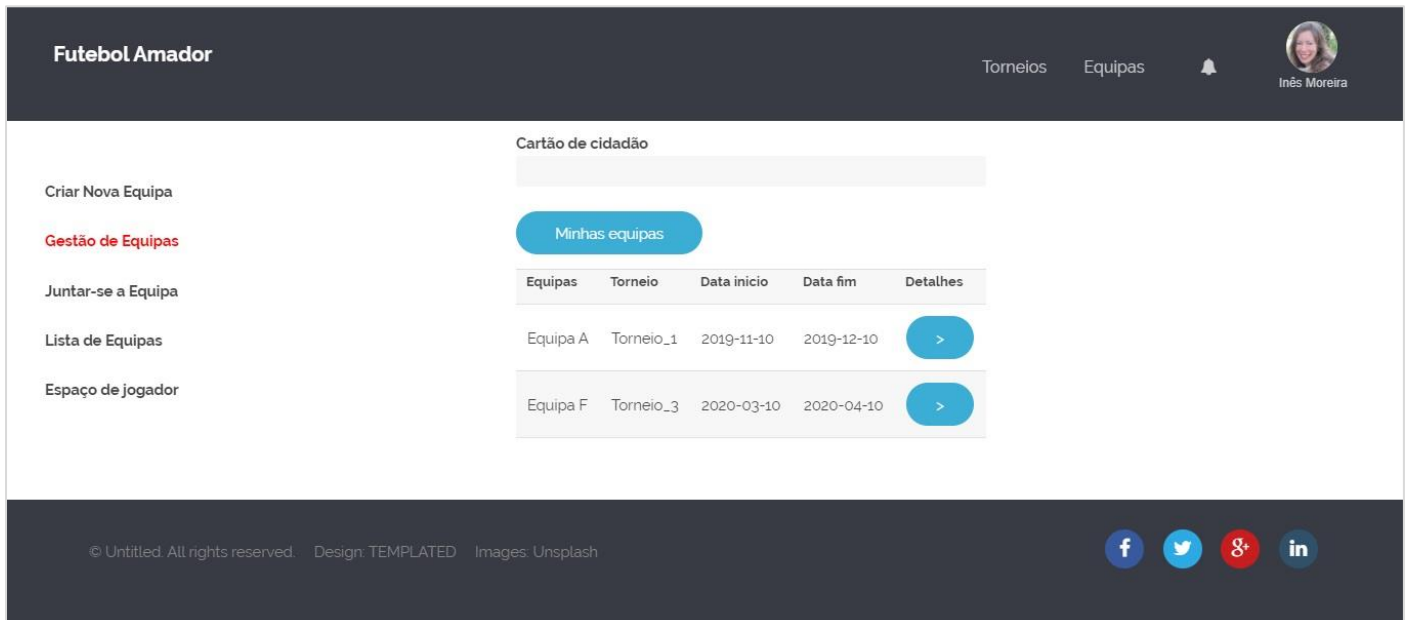 Futebol Amador
Torneios Equipas
Inês Moreira
Cartão de cidadão
Criar Nova Equipa
Gestão de Equipas
Juntar-se a Equipa
Lista de Equipas
Espaço de jogador
Minhas equipas
Equipas Torneio Data inicio Data fim Detalhes
Equipa A Torneio_1 2019-11-10 2019-12-10 >
Equipa F Torneio_3 2020-03-10 2020-04-10 >
© Untitled. All rights reserved. Design: TEMPLATED Images: Unsplash
f 8+ in